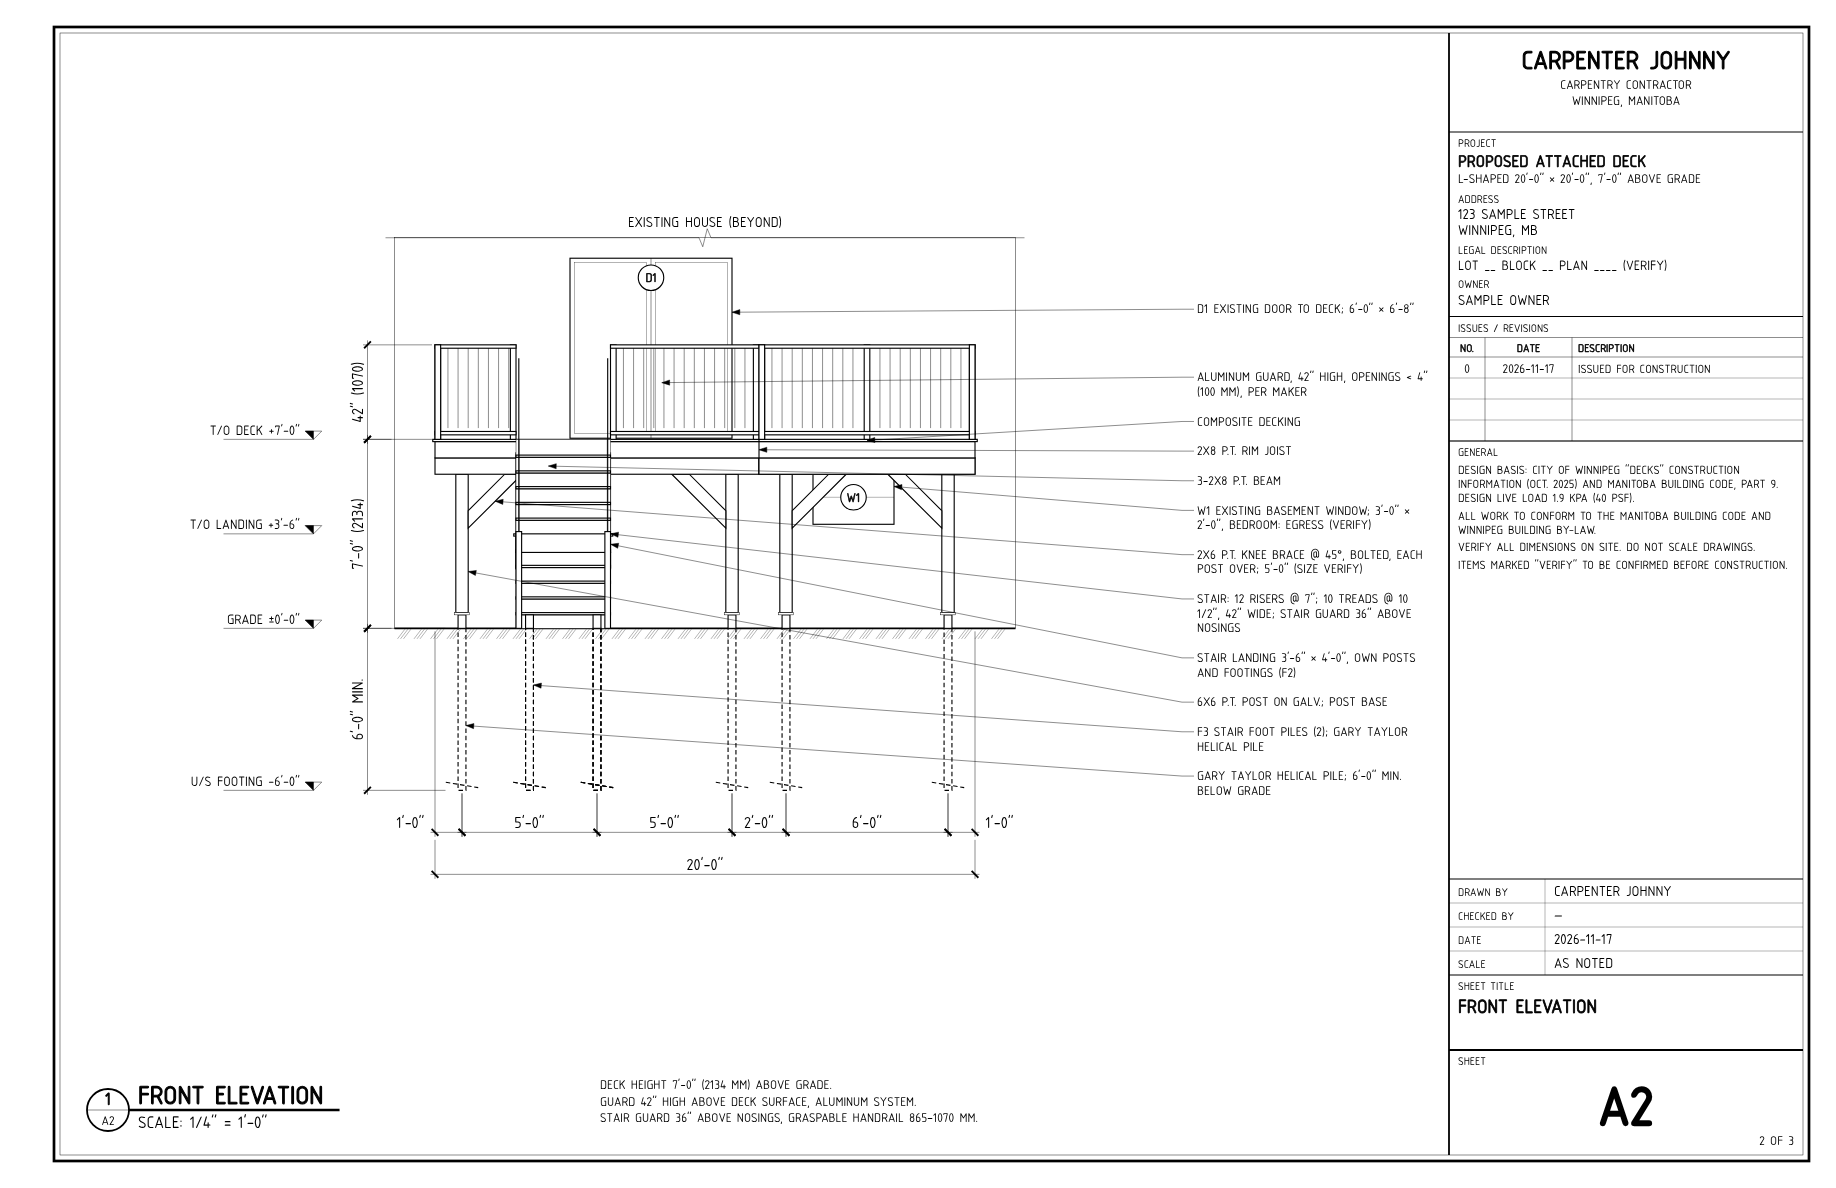 EXISTING HOUSE (BEYOND)
D1
D1 EXISTING DOOR TO DECK; 6'-0" × 6'-8"
42" (1070)
ALUMINUM GUARD, 42" HIGH, OPENINGS < 4"
(100 MM), PER MAKER
COMPOSITE DECKING
T/O DECK +7'-0"
2X8 P.T. RIM JOIST
3-2X8 P.T. BEAM
W1
W1 EXISTING BASEMENT WINDOW; 3'-0" ×
2'-0", BEDROOM: EGRESS (VERIFY)
T/O LANDING +3'-6"
7'-0" (2134)
2X6 P.T. KNEE BRACE @ 45°, BOLTED, EACH
POST OVER; 5'-0" (SIZE VERIFY)
STAIR: 12 RISERS @ 7"; 10 TREADS @ 10
1/2", 42" WIDE; STAIR GUARD 36" ABOVE
NOSINGS
GRADE ±0'-0"
STAIR LANDING 3'-6" × 4'-0", OWN POSTS
AND FOOTINGS (F2)
6X6 P.T. POST ON GALV.; POST BASE
6'-0" MIN.
F3 STAIR FOOT PILES (2); GARY TAYLOR
HELICAL PILE
U/S FOOTING -6'-0"
GARY TAYLOR HELICAL PILE; 6'-0" MIN.
BELOW GRADE
1'-0" 5'-0" 5'-0" 2'-0" 6'-0" 1'-0"
20'-0"
1
A2
FRONT ELEVATION
SCALE: 1/4" = 1'-0"
DECK HEIGHT 7'-0" (2134 MM) ABOVE GRADE.
GUARD 42" HIGH ABOVE DECK SURFACE, ALUMINUM SYSTEM.
STAIR GUARD 36" ABOVE NOSINGS, GRASPABLE HANDRAIL 865-1070 MM.
CARPENTER JOHNNY
CARPENTRY CONTRACTOR
WINNIPEG, MANITOBA
PROJECT
PROPOSED ATTACHED DECK
L-SHAPED 20'-0" × 20'-0", 7'-0" ABOVE GRADE
ADDRESS
123 SAMPLE STREET
WINNIPEG, MB
LEGAL DESCRIPTION
LOT __ BLOCK __ PLAN ____ (VERIFY)
OWNER
SAMPLE OWNER
ISSUES / REVISIONS
NO. DATE DESCRIPTION
0 2026-11-17 ISSUED FOR CONSTRUCTION
GENERAL
DESIGN BASIS: CITY OF WINNIPEG "DECKS" CONSTRUCTION
INFORMATION (OCT. 2025) AND MANITOBA BUILDING CODE, PART 9.
DESIGN LIVE LOAD 1.9 KPA (40 PSF).
ALL WORK TO CONFORM TO THE MANITOBA BUILDING CODE AND
WINNIPEG BUILDING BY-LAW.
VERIFY ALL DIMENSIONS ON SITE. DO NOT SCALE DRAWINGS.
ITEMS MARKED "VERIFY" TO BE CONFIRMED BEFORE CONSTRUCTION.
DRAWN BY CARPENTER JOHNNY
CHECKED BY —
DATE 2026-11-17
SCALE AS NOTED
SHEET TITLE
FRONT ELEVATION
SHEET
A2
2 OF 3